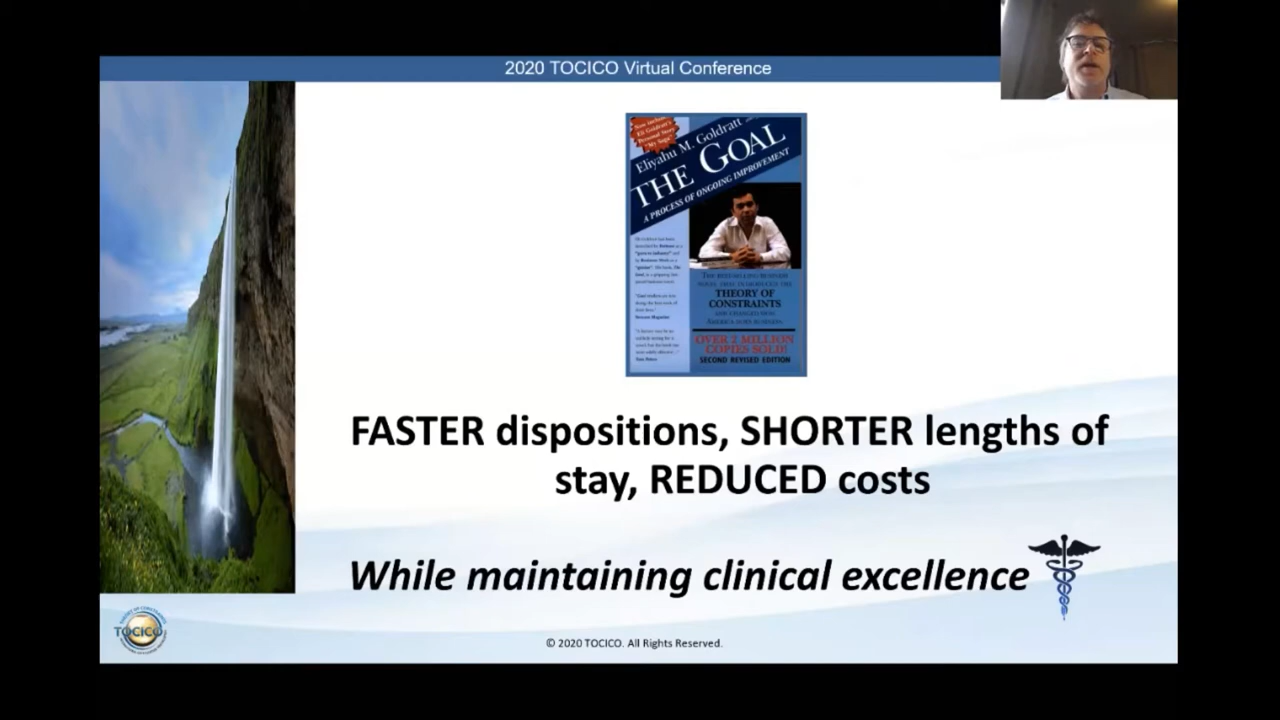 2020 TOCICO Virtual Conference
Eliyahu M. Goldratt
THE GOAL
A PROCESS OF ONGOING IMPROVEMENT
THEORY OF
CONSTRAINTS
OVER 2 MILLION
COPIES SOLD!
SECOND REVISED EDITION
FASTER dispositions, SHORTER lengths of
stay, REDUCED costs
While maintaining clinical excellence
TOCICO
© 2020 TOCICO. All Rights Reserved.